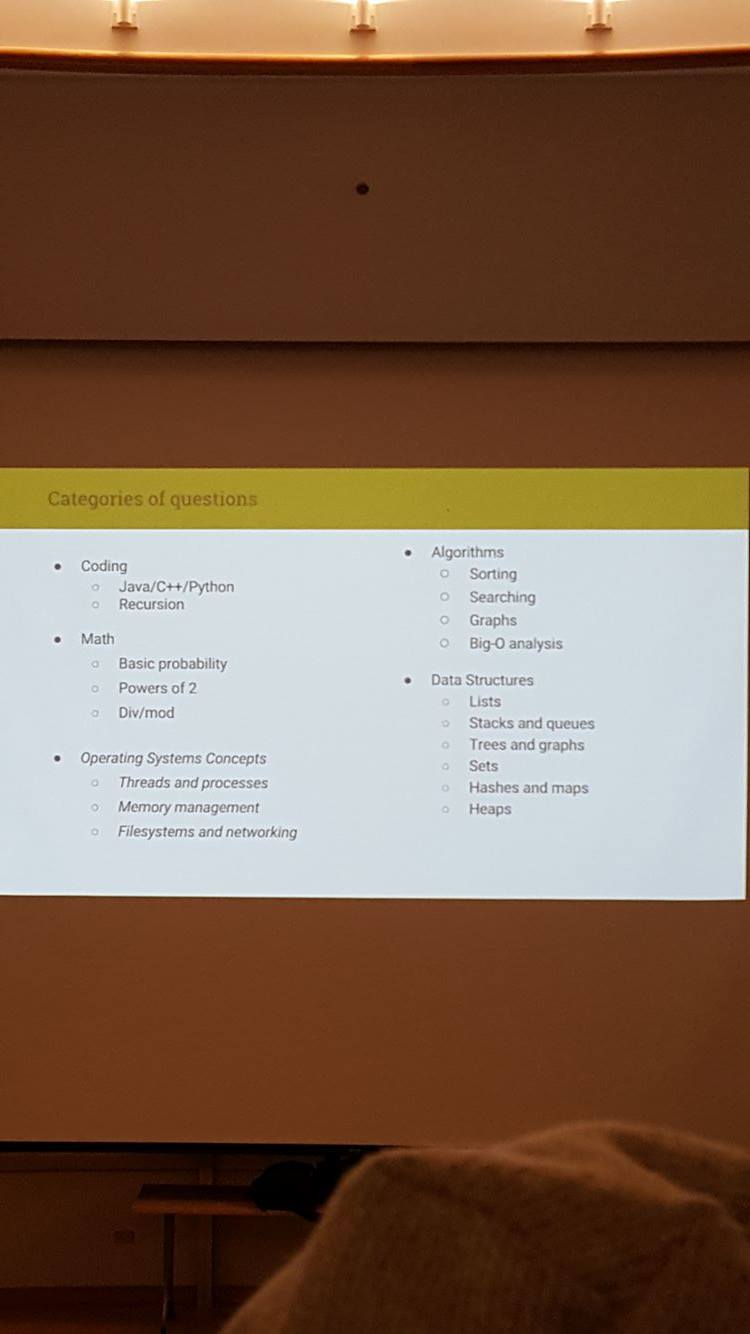 Categories of questions
• Coding
○ Java/C++/Python
○ Recursion
• Math
○ Basic probability
○ Powers of 2
○ Div/mod
• Operating Systems Concepts
○ Threads and processes
○ Memory management
○ Filesystems and networking
• Algorithms
○ Sorting
○ Searching
○ Graphs
○ Big-O analysis
• Data Structures
○ Lists
○ Stacks and queues
○ Trees and graphs
○ Sets
○ Hashes and maps
○ Heaps